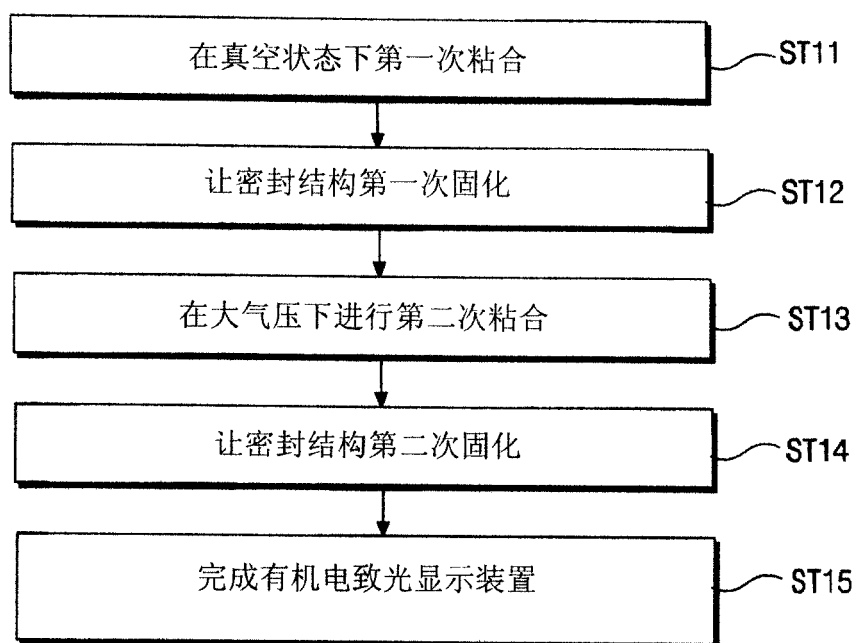 在真空状态下第一次粘合
ST11
让密封结构第一次固化
ST12
在大气压下进行第二次粘合
ST13
让密封结构第二次固化
ST14
完成有机电致光显示装置
ST15